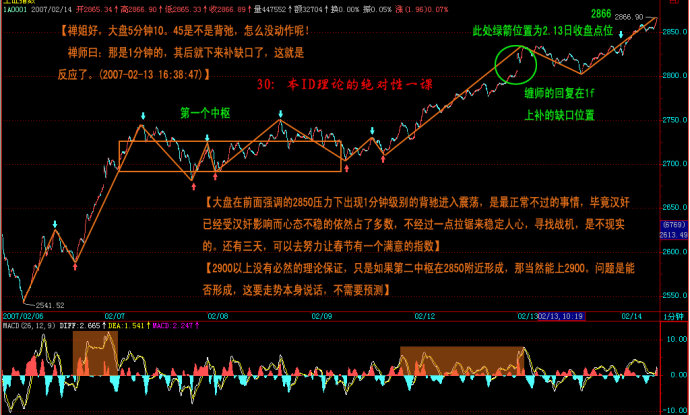 上证指数
1A0001 2007/02/14 开2865.34↑高2866.90↑低2865.33↑收2866.89↑量447552↑额32704↑换0.00% 振0.05% 涨(1.96)0.07%
2866
2866.90
此处绿箭位置为2.13日收盘点位
【禅姐好,大盘5分钟10。45是不是背弛,怎么没动作呢!
禅师曰:那是1分钟的,其后就下来补缺口了,这就是
反应了。(2007-02-13 16:38:47)】
30: 本ID理论的绝对性一课
缠师的回复在1f
上补的缺口位置
第一个中枢
2850.0
2800.0
2750.0
2700.0
2650.0
(6769)
2613.49
2550.0
【大盘在前面强调的2850压力下出现1分钟级别的背驰进入震荡,是最正常不过的事情,毕竟汉奸
已经受汉奸影响而心态不稳的依然占了多数,不经过一点拉锯来稳定人心,寻找战机,是不现实
的,还有三天,可以去努力让春节有一个满意的指数】
【2900以上没有必然的理论保证,只是如果第二中枢在2850附近形成,那当然能上2900,问题是能
否形成,这要走势本身说话,不需要预测】
2541.52
2007/02/06 02/07 02/08 02/09 02/12 02/13 02/13,10:19 02/14 1分钟
MACD(26,12,9) DIFF:2.665↑DEA:1.541↑MACD:2.247↑
10.00
0.00
-10.00